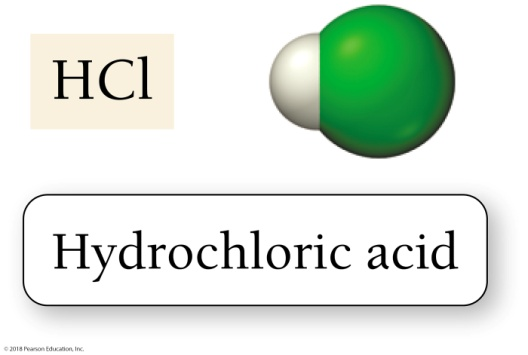 HCl
Hydrochloric acid
© 2018 Pearson Education, Inc.